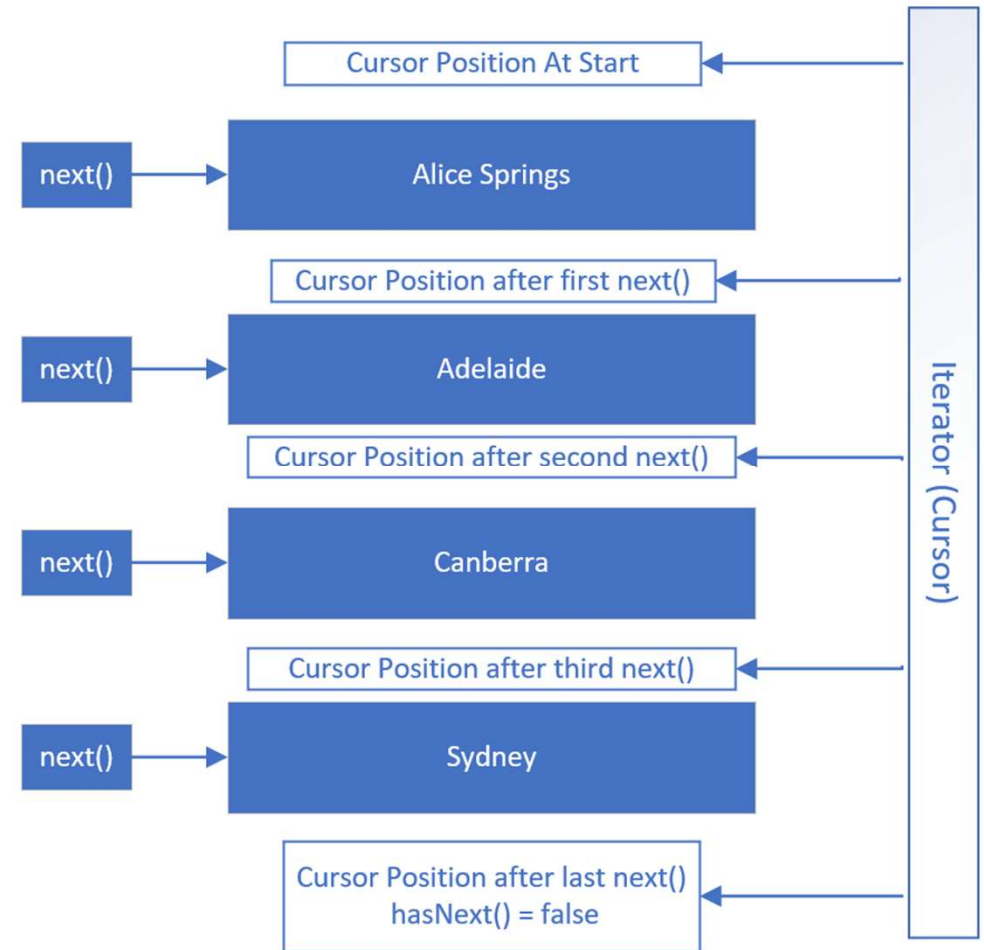 Cursor Position At Start
next()
Alice Springs
Cursor Position after first next()
next()
Adelaide
Cursor Position after second next()
next()
Canberra
Cursor Position after third next()
next()
Sydney
Cursor Position after last next()
hasNext() = false
Iterator (Cursor)